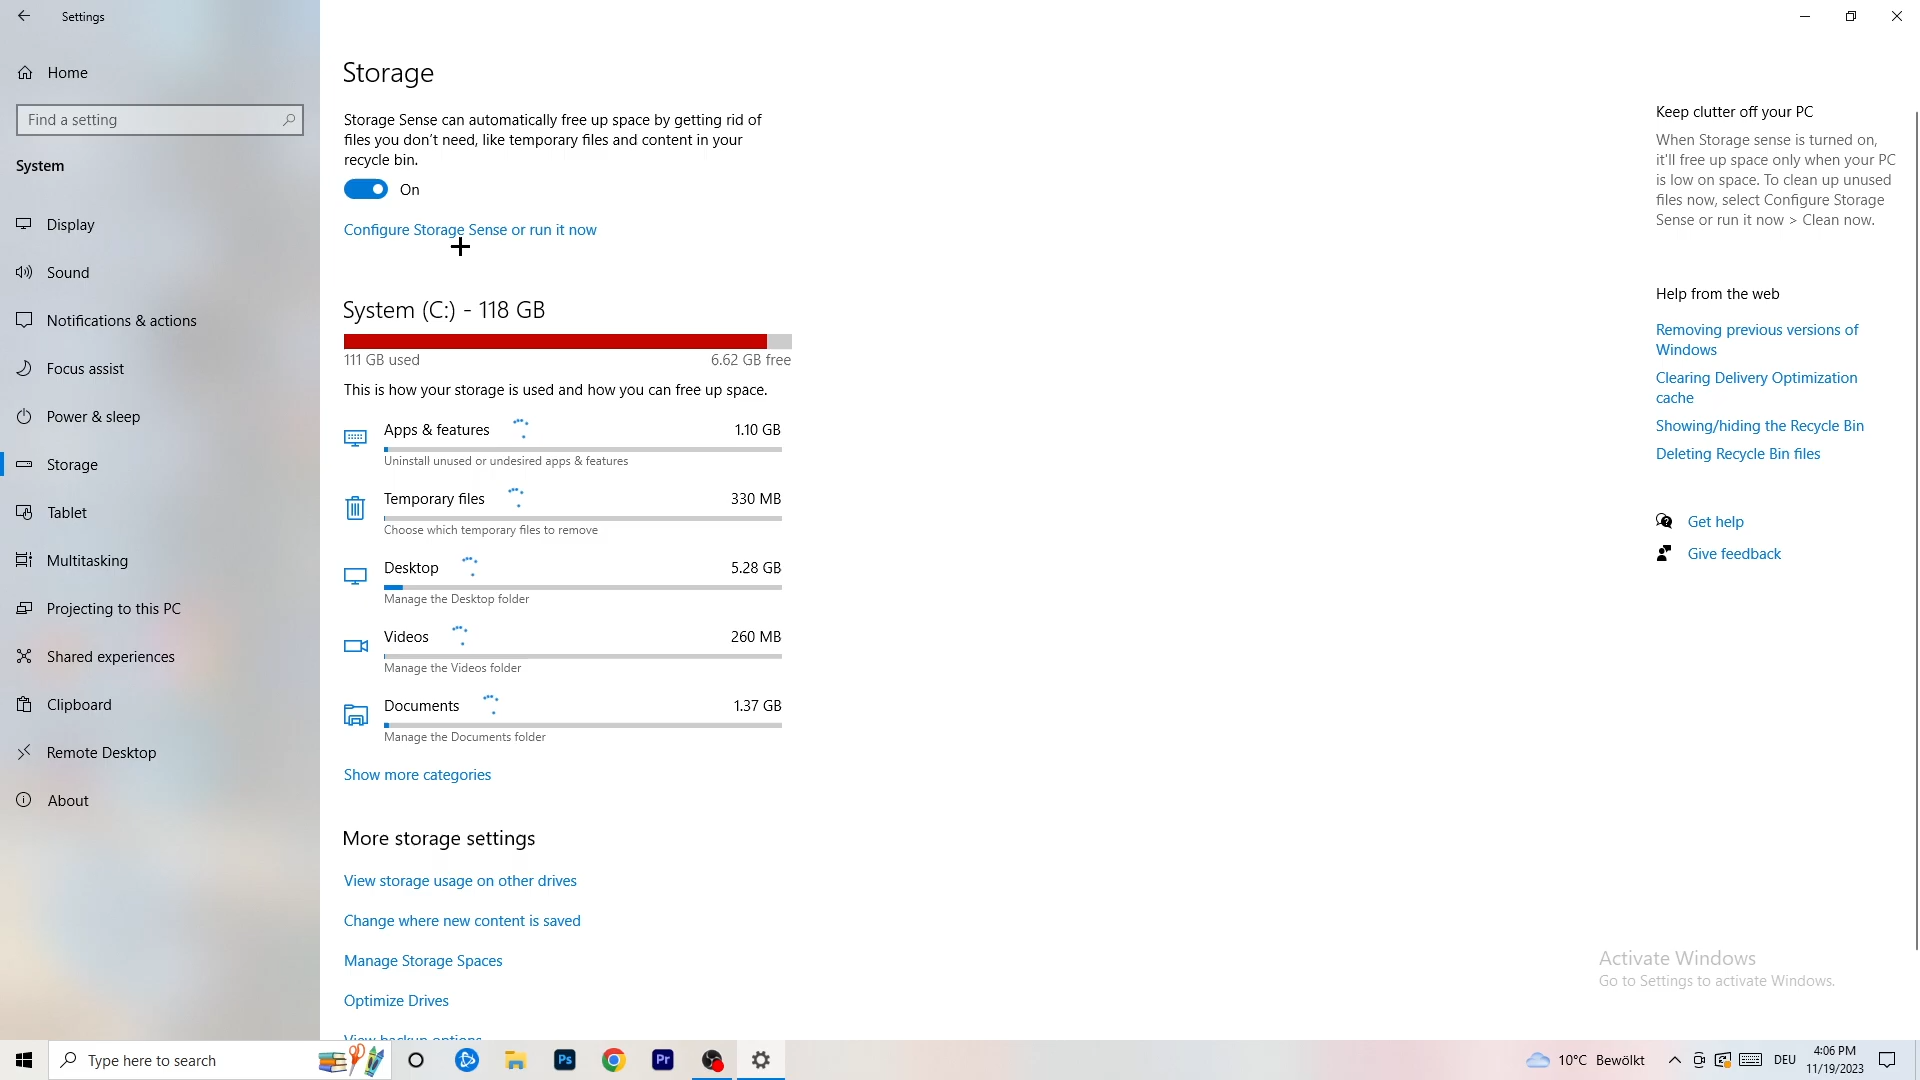 Settings
Home
Find a setting
System
Display
Sound
Notifications & actions
Focus assist
Power & sleep
Storage
Tablet
Multitasking
Projecting to this PC
Shared experiences
Clipboard
Remote Desktop
About
Storage
Storage Sense can automatically free up space by getting rid of
files you don't need, like temporary files and content in your
recycle bin.
On
Configure Storage Sense or run it now
System (C:) - 118 GB
111 GB used
6.62 GB free
This is how your storage is used and how you can free up space.
Apps & features
1.10 GB
Uninstall unused or undesired apps & features
Temporary files
330 MB
Choose which temporary files to remove
Desktop
5.28 GB
Manage the Desktop folder
Videos
260 MB
Manage the Videos folder
Documents
1.37 GB
Manage the Documents folder
Show more categories
More storage settings
View storage usage on other drives
Change where new content is saved
Manage Storage Spaces
Optimize Drives
View backup options
Keep clutter off your PC
When Storage sense is turned on,
it'll free up space only when your PC
is low on space. To clean up unused
files now, select Configure Storage
Sense or run it now > Clean now.
Help from the web
Removing previous versions of
Windows
Clearing Delivery Optimization
cache
Showing/hiding the Recycle Bin
Deleting Recycle Bin files
Get help
Give feedback
Activate Windows
Go to Settings to activate Windows.
Type here to search
Ps
Pr
10°C Bewölkt
DEU
4:06 PM
11/19/2023